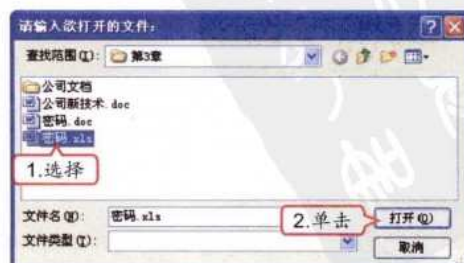 请输入欲打开的文件:
查找范围(I): 第3章
公司文档
公司新技术.doc
密码.doc
密码.xls
1.选择
文件名(N): 密码.xls
2.单击
打开(O)
文件类型(T):
取消